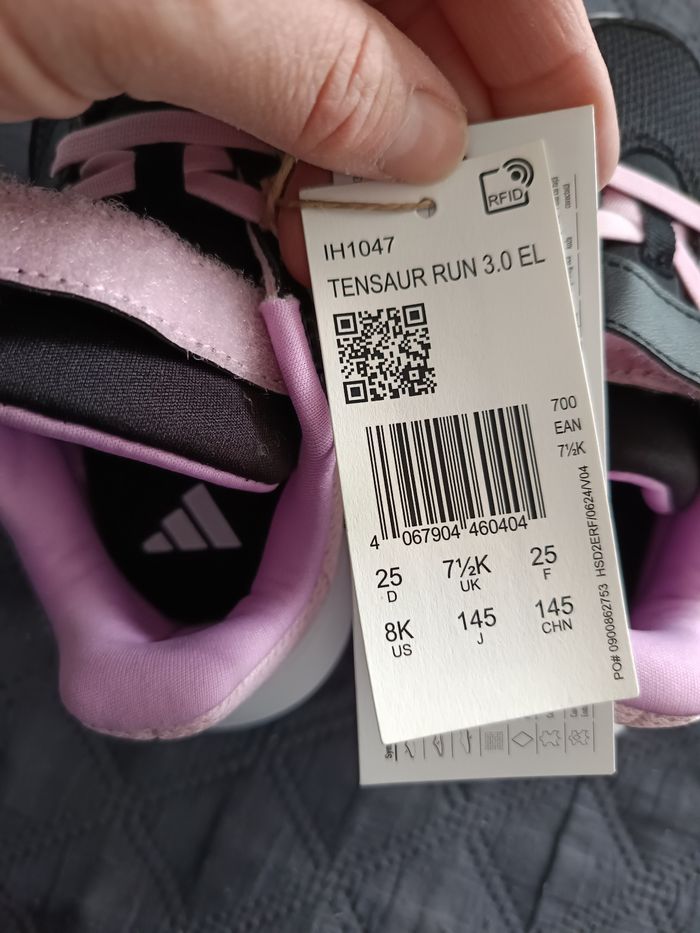 RFID
IH1047
TENSAUR RUN 3.0 EL
700
EAN
7½K
4 067904 460404
25 7½K 25
D UK F
8K 145 145
US J CHN
PO# 0900862753 HSD2ERF/0624/V04